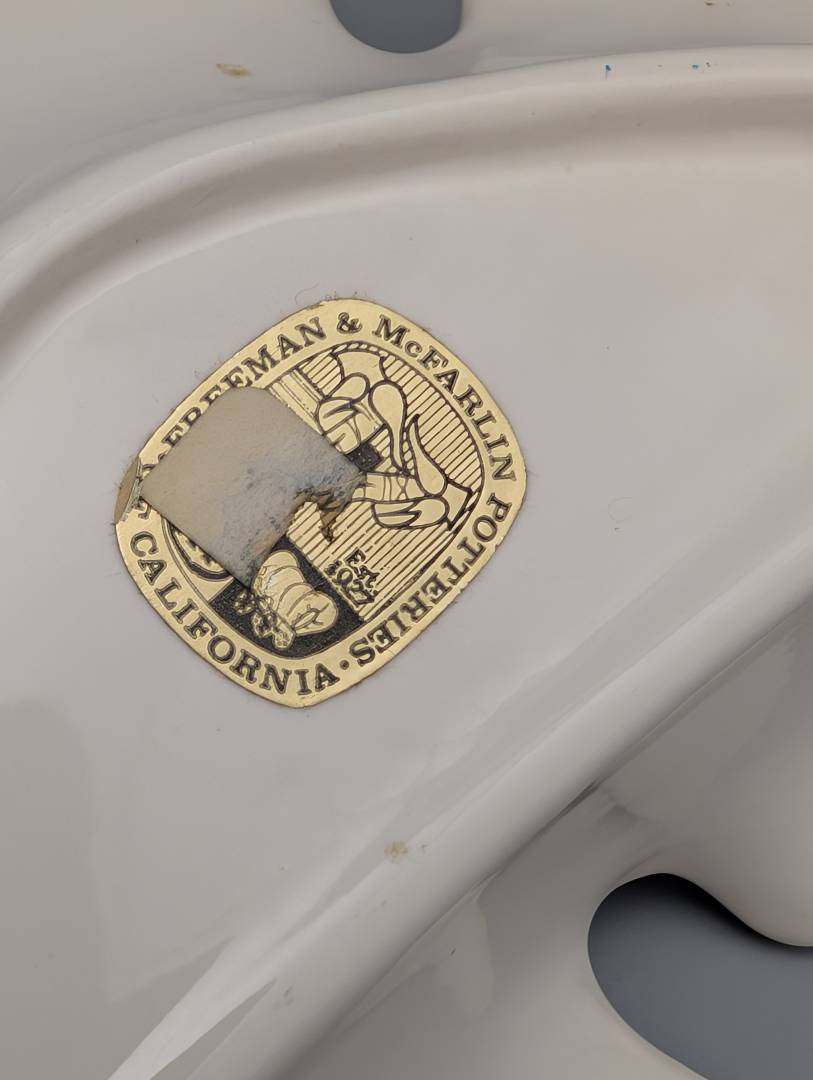 FREEMAN & McFARLIN POTTERIES · CALIFORNIA
Est.
1927